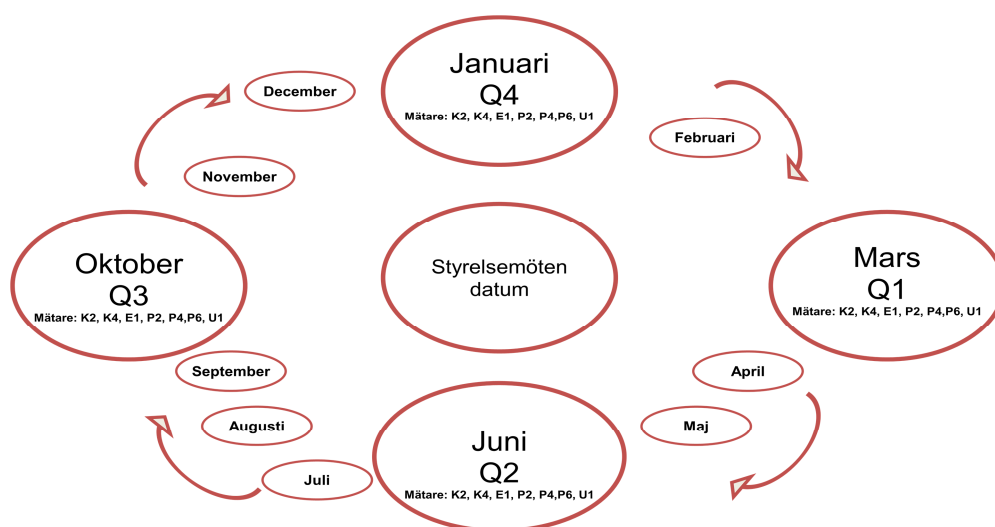 Januari
Q4
Mätare: K2, K4, E1, P2, P4,P6, U1
December
Februari
November
Oktober
Q3
Mätare: K2, K4, E1, P2, P4,P6, U1
Styrelsemöten
datum
Mars
Q1
Mätare: K2, K4, E1, P2, P4,P6, U1
September
April
Augusti
Maj
Juni
Q2
Mätare: K2, K4, E1, P2, P4,P6, U1
Juli